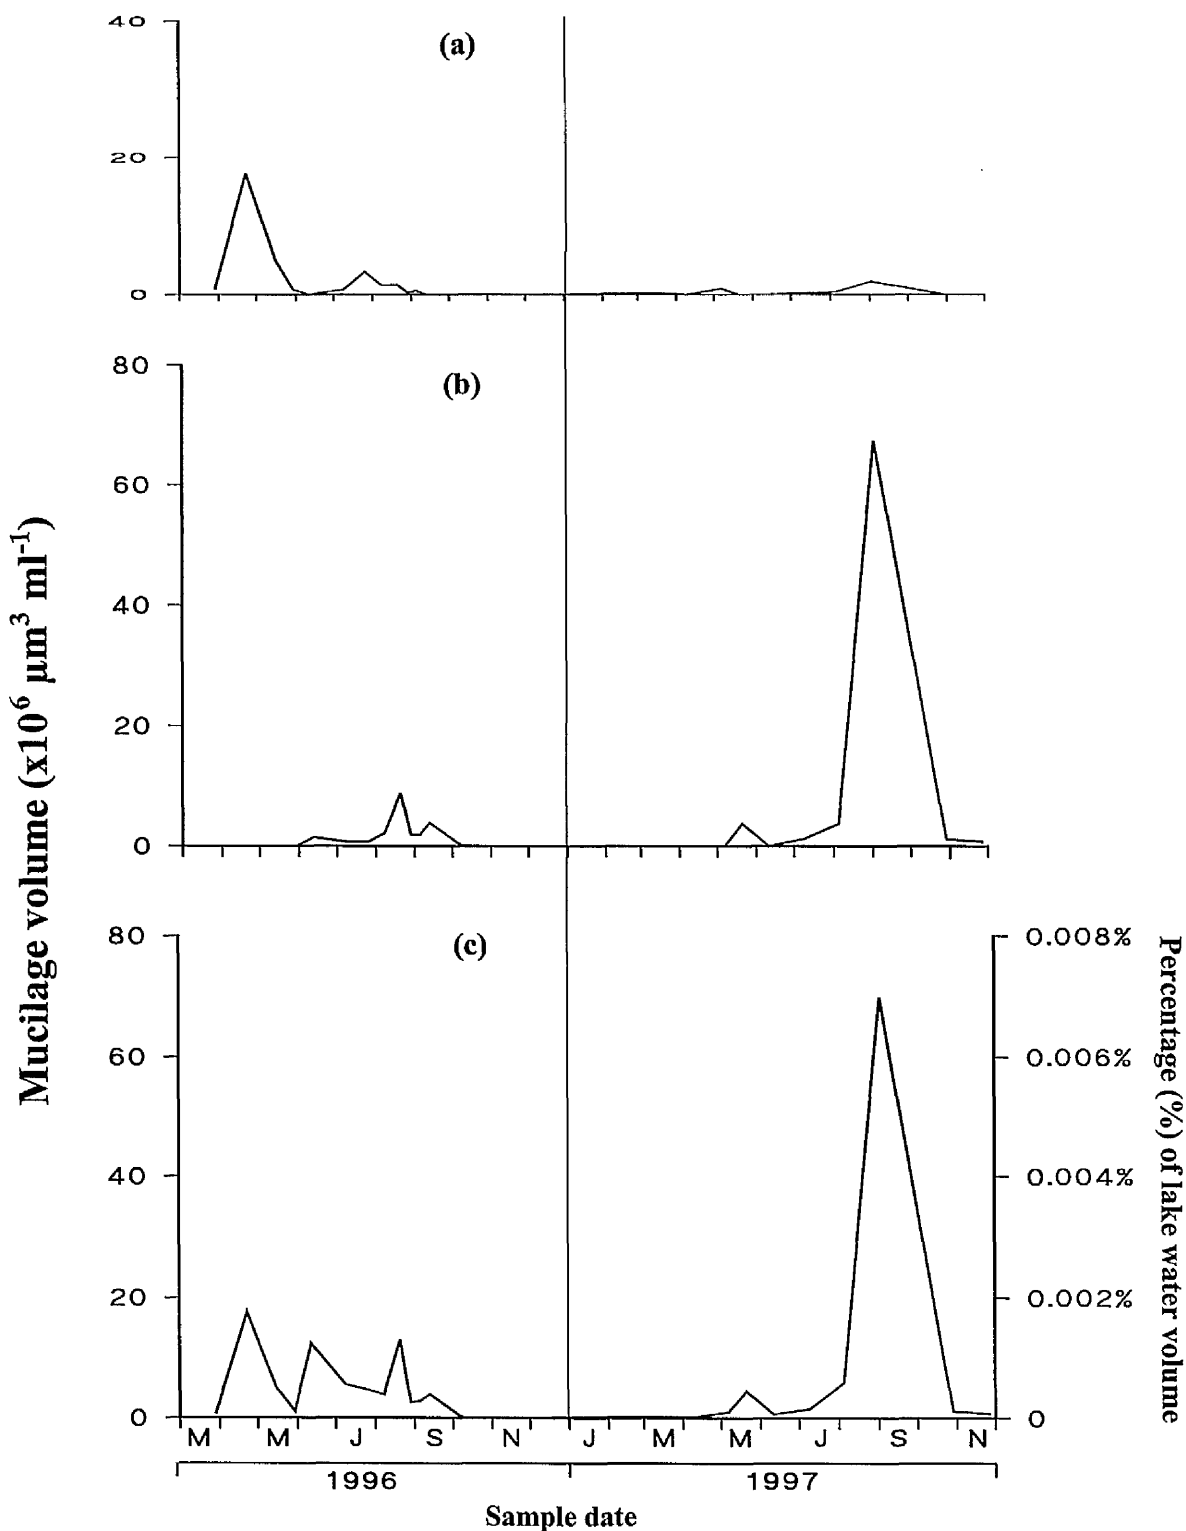 40
(a)
20
0
80
(b)
60
40
20
0
Mucilage volume (x10⁶ µm³ ml⁻¹)
80
(c)
0.008%
60
0.006%
40
0.004%
20
0.002%
0
0
Percentage (%) of lake water volume
M M J S N J M M J S N
1996 1997
Sample date